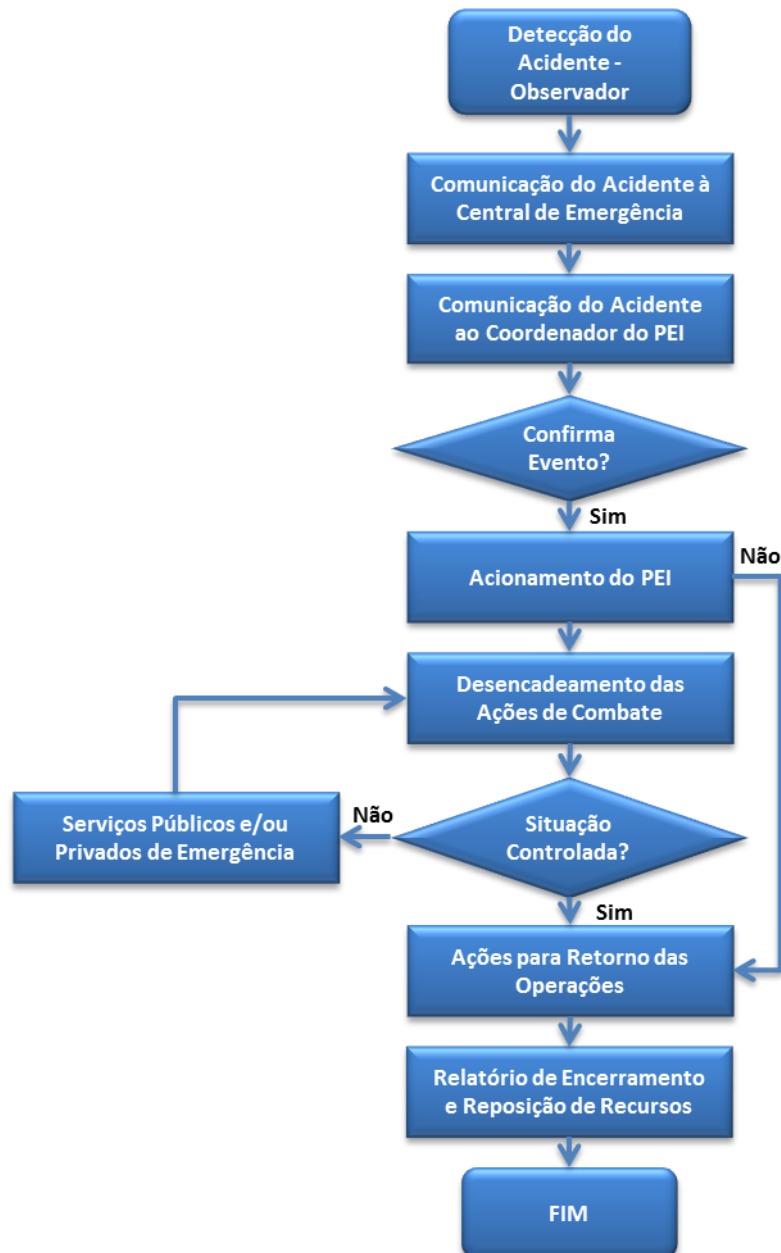 Detecção do
Acidente -
Observador
Comunicação do Acidente à
Central de Emergência
Comunicação do Acidente
ao Coordenador do PEI
Confirma
Evento?
Sim
Não
Acionamento do PEI
Desencadeamento das
Ações de Combate
Serviços Públicos e/ou
Privados de Emergência
Não
Situação
Controlada?
Sim
Ações para Retorno das
Operações
Relatório de Encerramento
e Reposição de Recursos
FIM